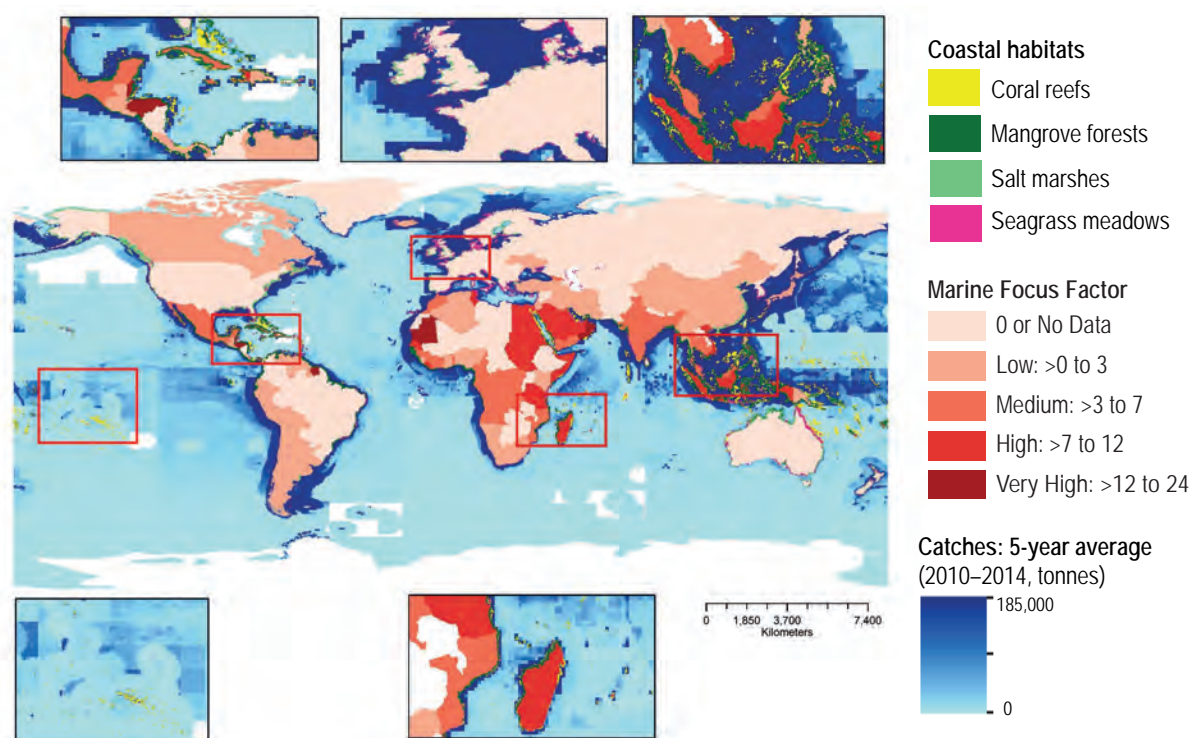 Coastal habitats
Coral reefs
Mangrove forests
Salt marshes
Seagrass meadows
Marine Focus Factor
0 or No Data
Low: >0 to 3
Medium: >3 to 7
High: >7 to 12
Very High: >12 to 24
Catches: 5-year average
(2010–2014, tonnes)
185,000
0
0 1,850 3,700 7,400
Kilometers